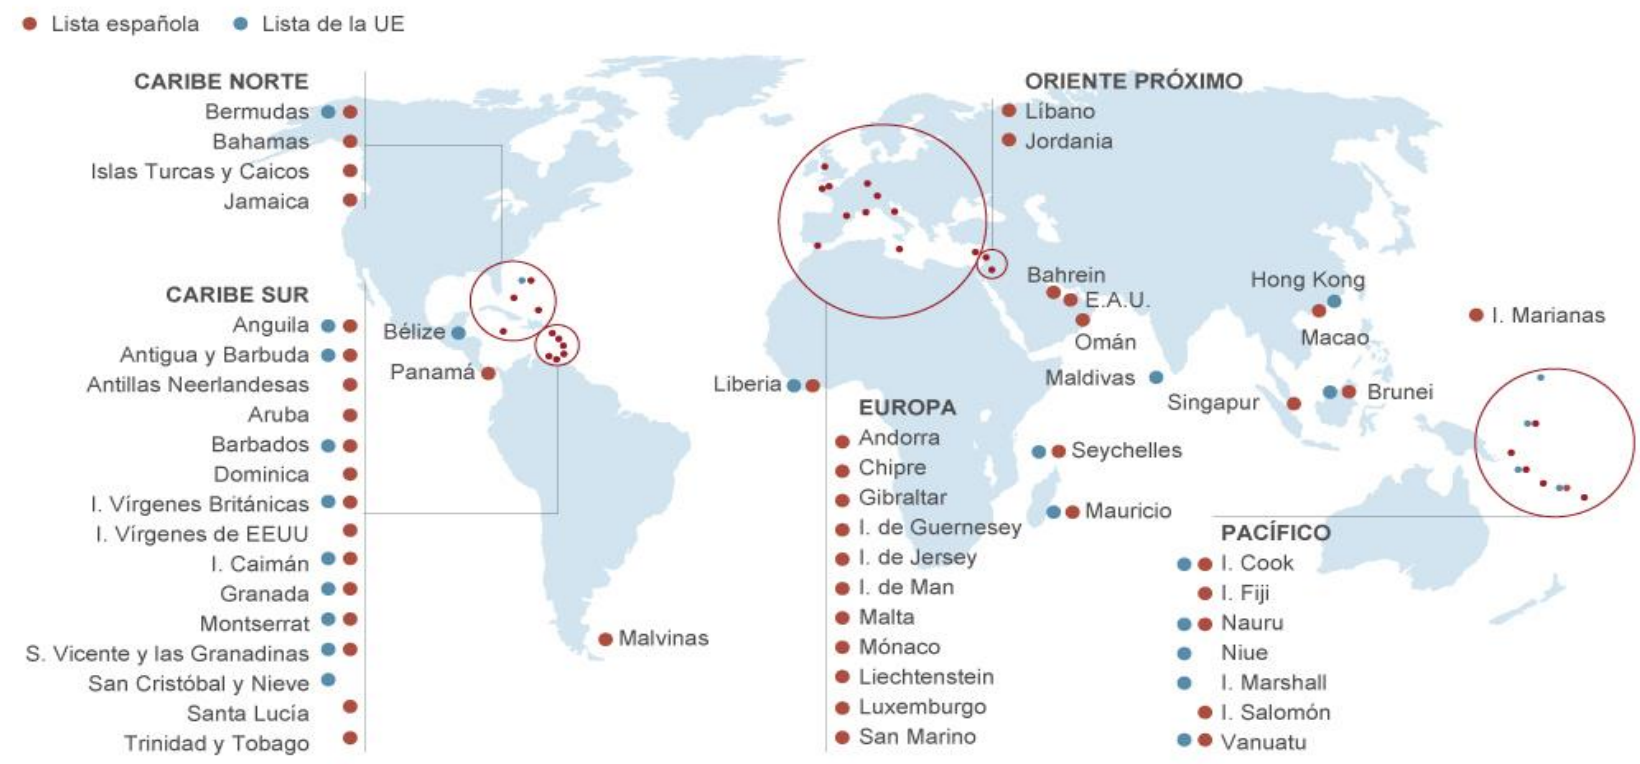 Lista española
Lista de la UE
CARIBE NORTE
Bermudas
Bahamas
Islas Turcas y Caicos
Jamaica
CARIBE SUR
Anguila
Antigua y Barbuda
Antillas Neerlandesas
Aruba
Barbados
Dominica
I. Vírgenes Británicas
I. Vírgenes de EEUU
I. Caimán
Granada
Montserrat
S. Vicente y las Granadinas
San Cristóbal y Nieve
Santa Lucía
Trinidad y Tobago
Bélize
Panamá
Malvinas
Liberia
EUROPA
Andorra
Chipre
Gibraltar
I. de Guernesey
I. de Jersey
I. de Man
Malta
Mónaco
Liechtenstein
Luxemburgo
San Marino
ORIENTE PRÓXIMO
Líbano
Jordania
Bahrein
E.A.U.
Omán
Maldivas
Seychelles
Mauricio
Hong Kong
Macao
Singapur
Brunei
I. Marianas
PACÍFICO
I. Cook
I. Fiji
Nauru
Niue
I. Marshall
I. Salomón
Vanuatu